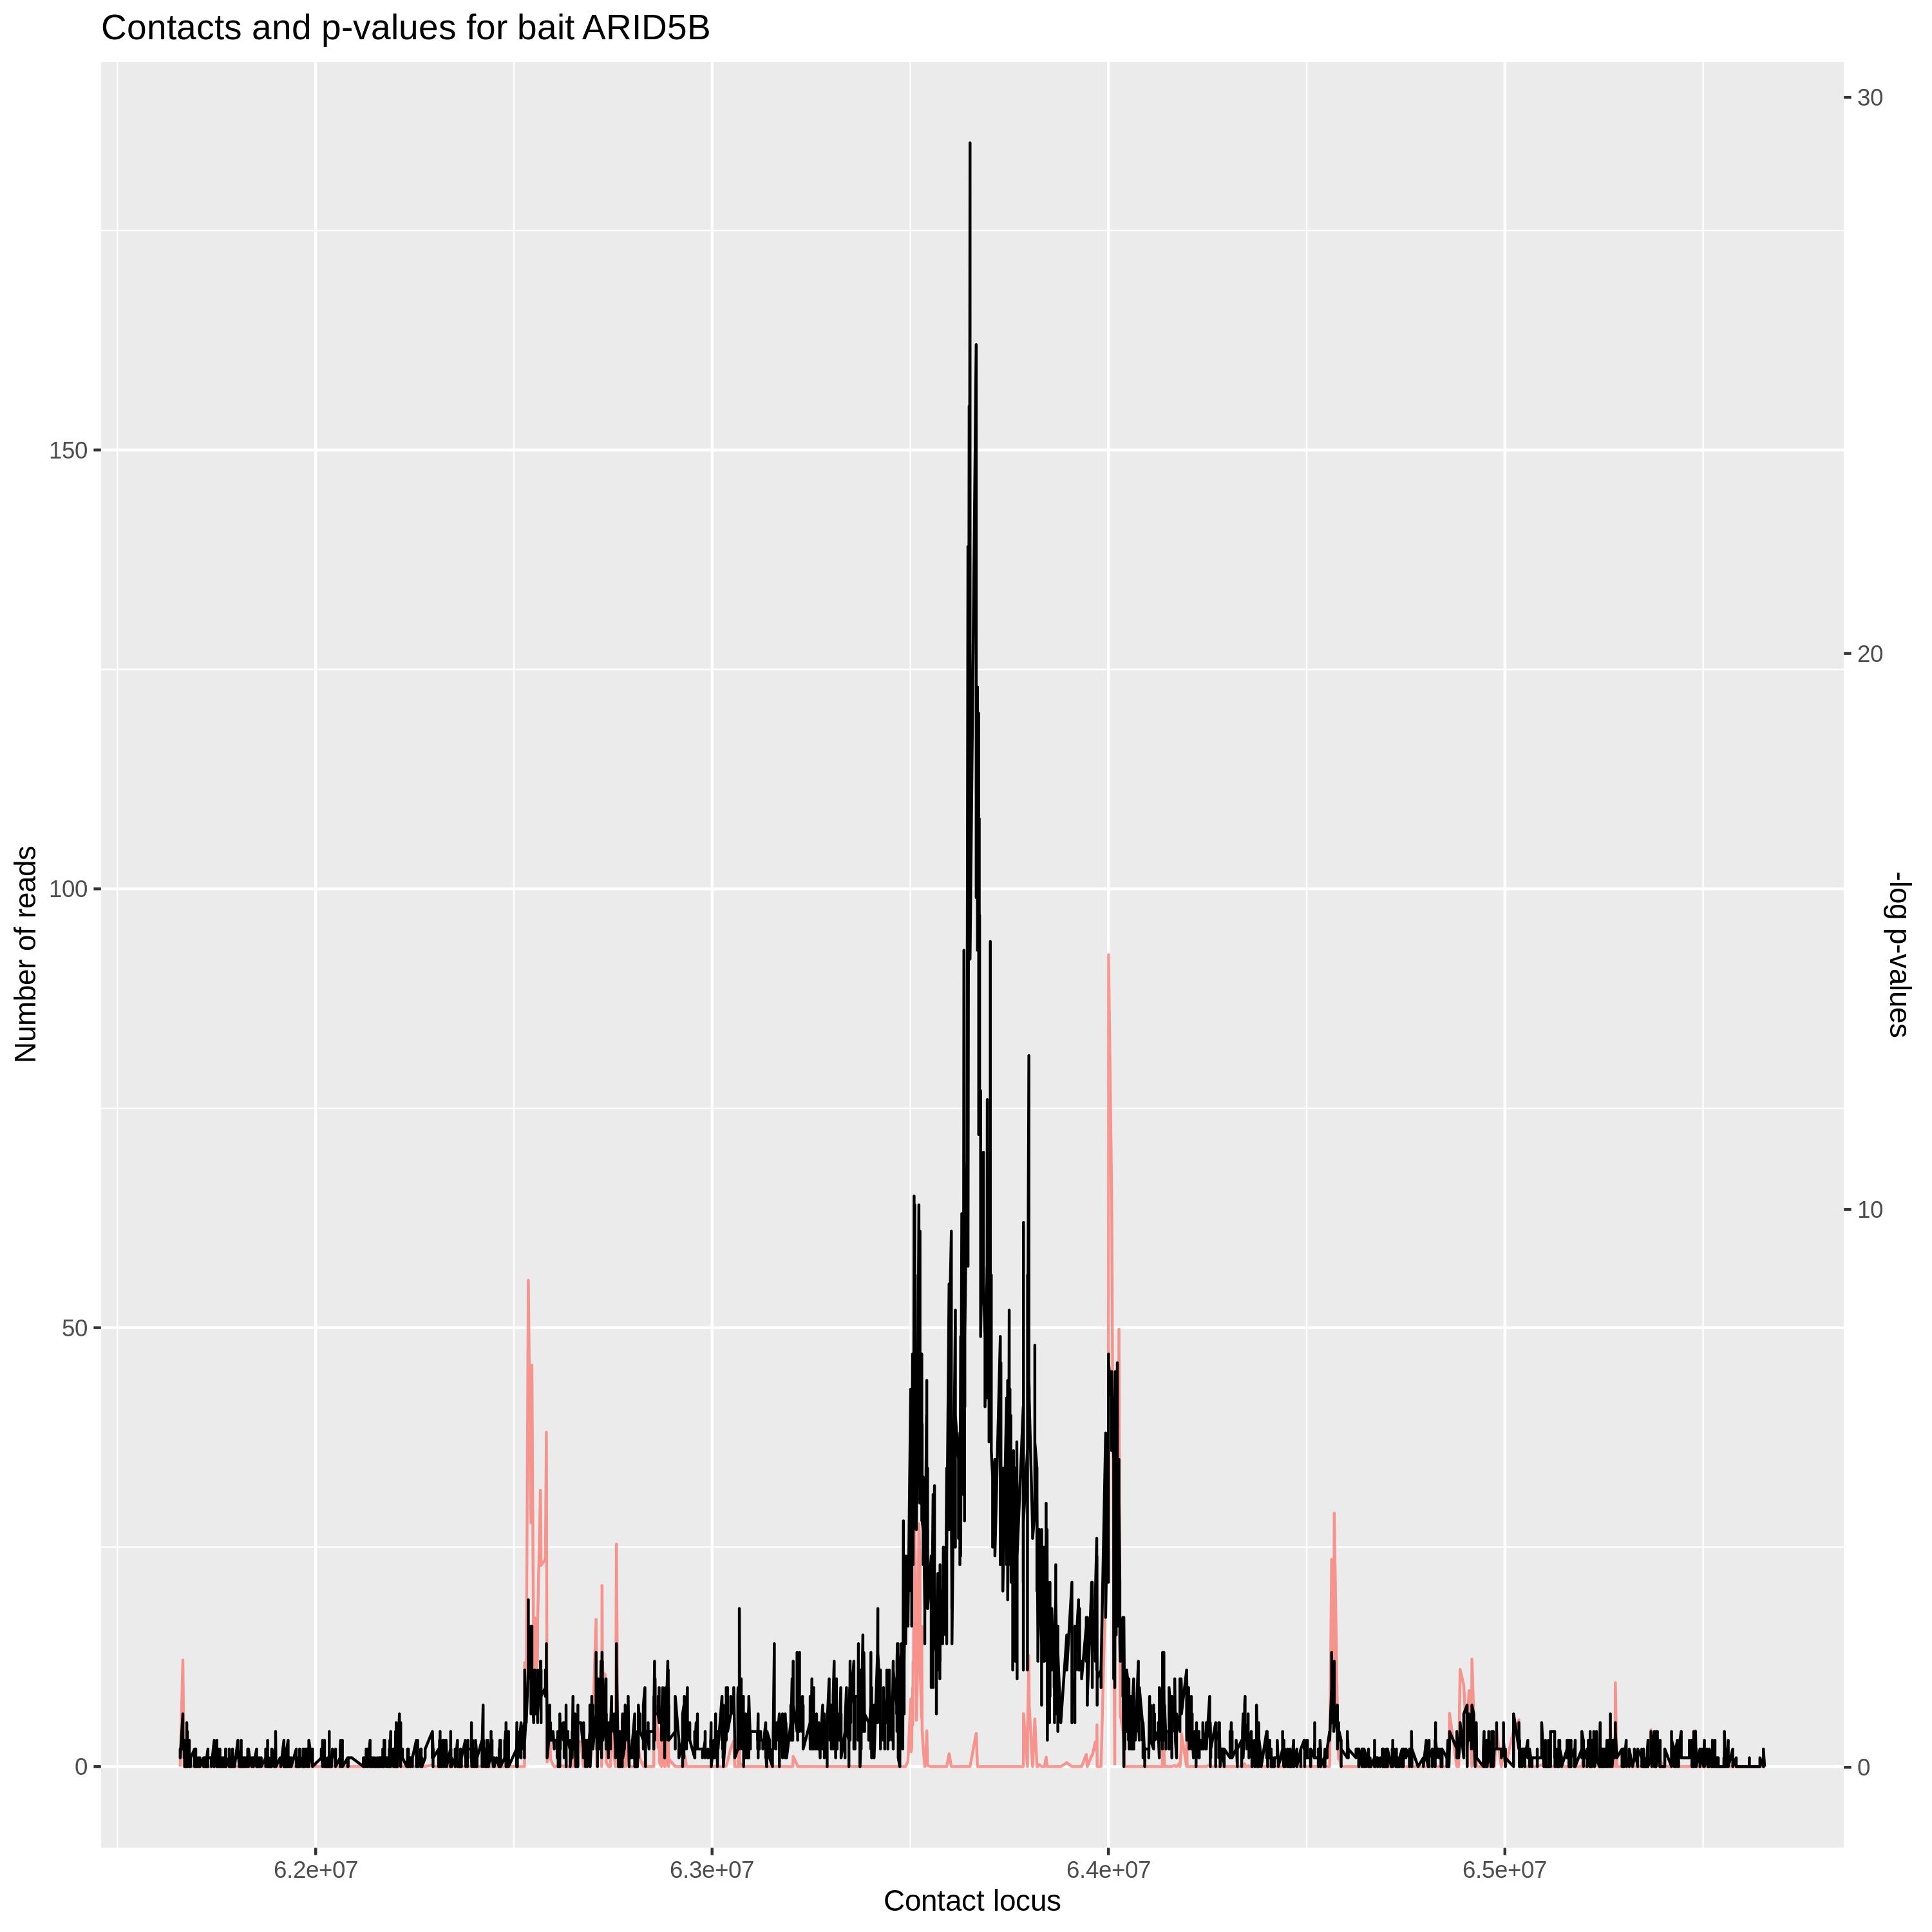 Contacts and p-values for bait ARID5B
30
150
20
100
Number of reads
-log p-values
10
50
0
0
6.2e+07
6.3e+07
6.4e+07
6.5e+07
Contact locus